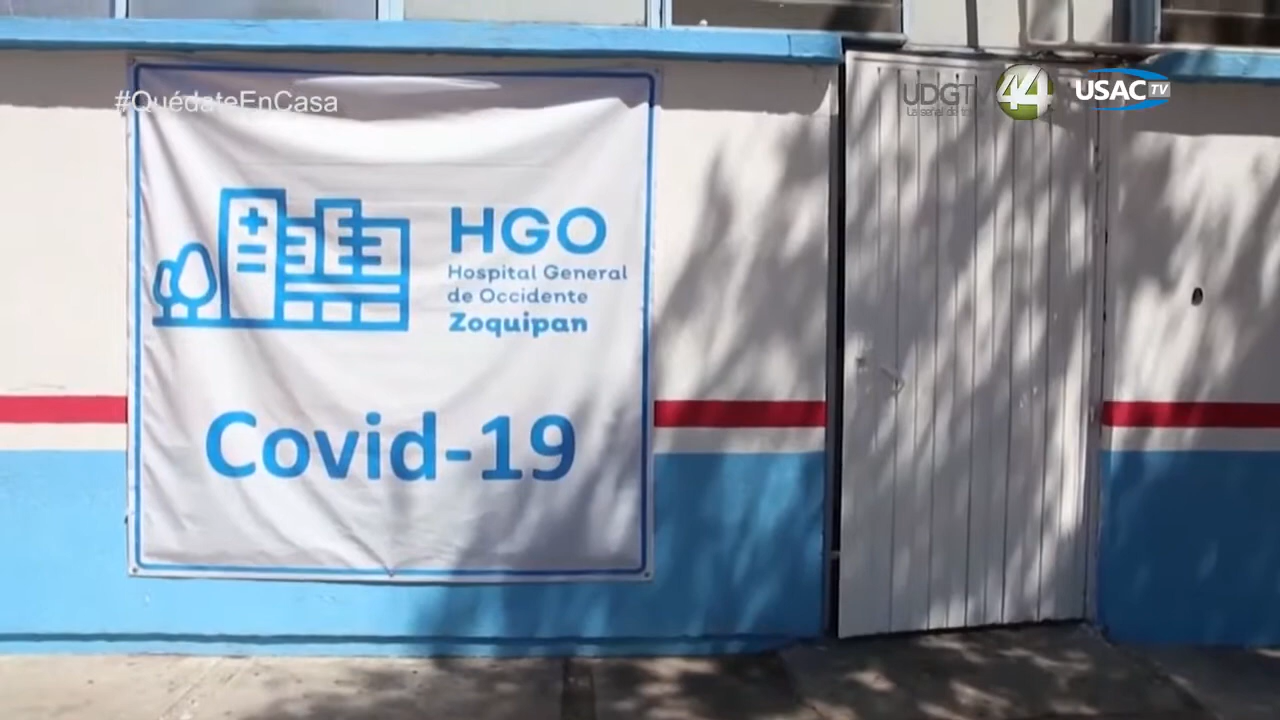 #QuédateEnCasa
UDGTV
44
USAC TV
HGO
Hospital General
de Occidente
Zoquipan
Covid-19